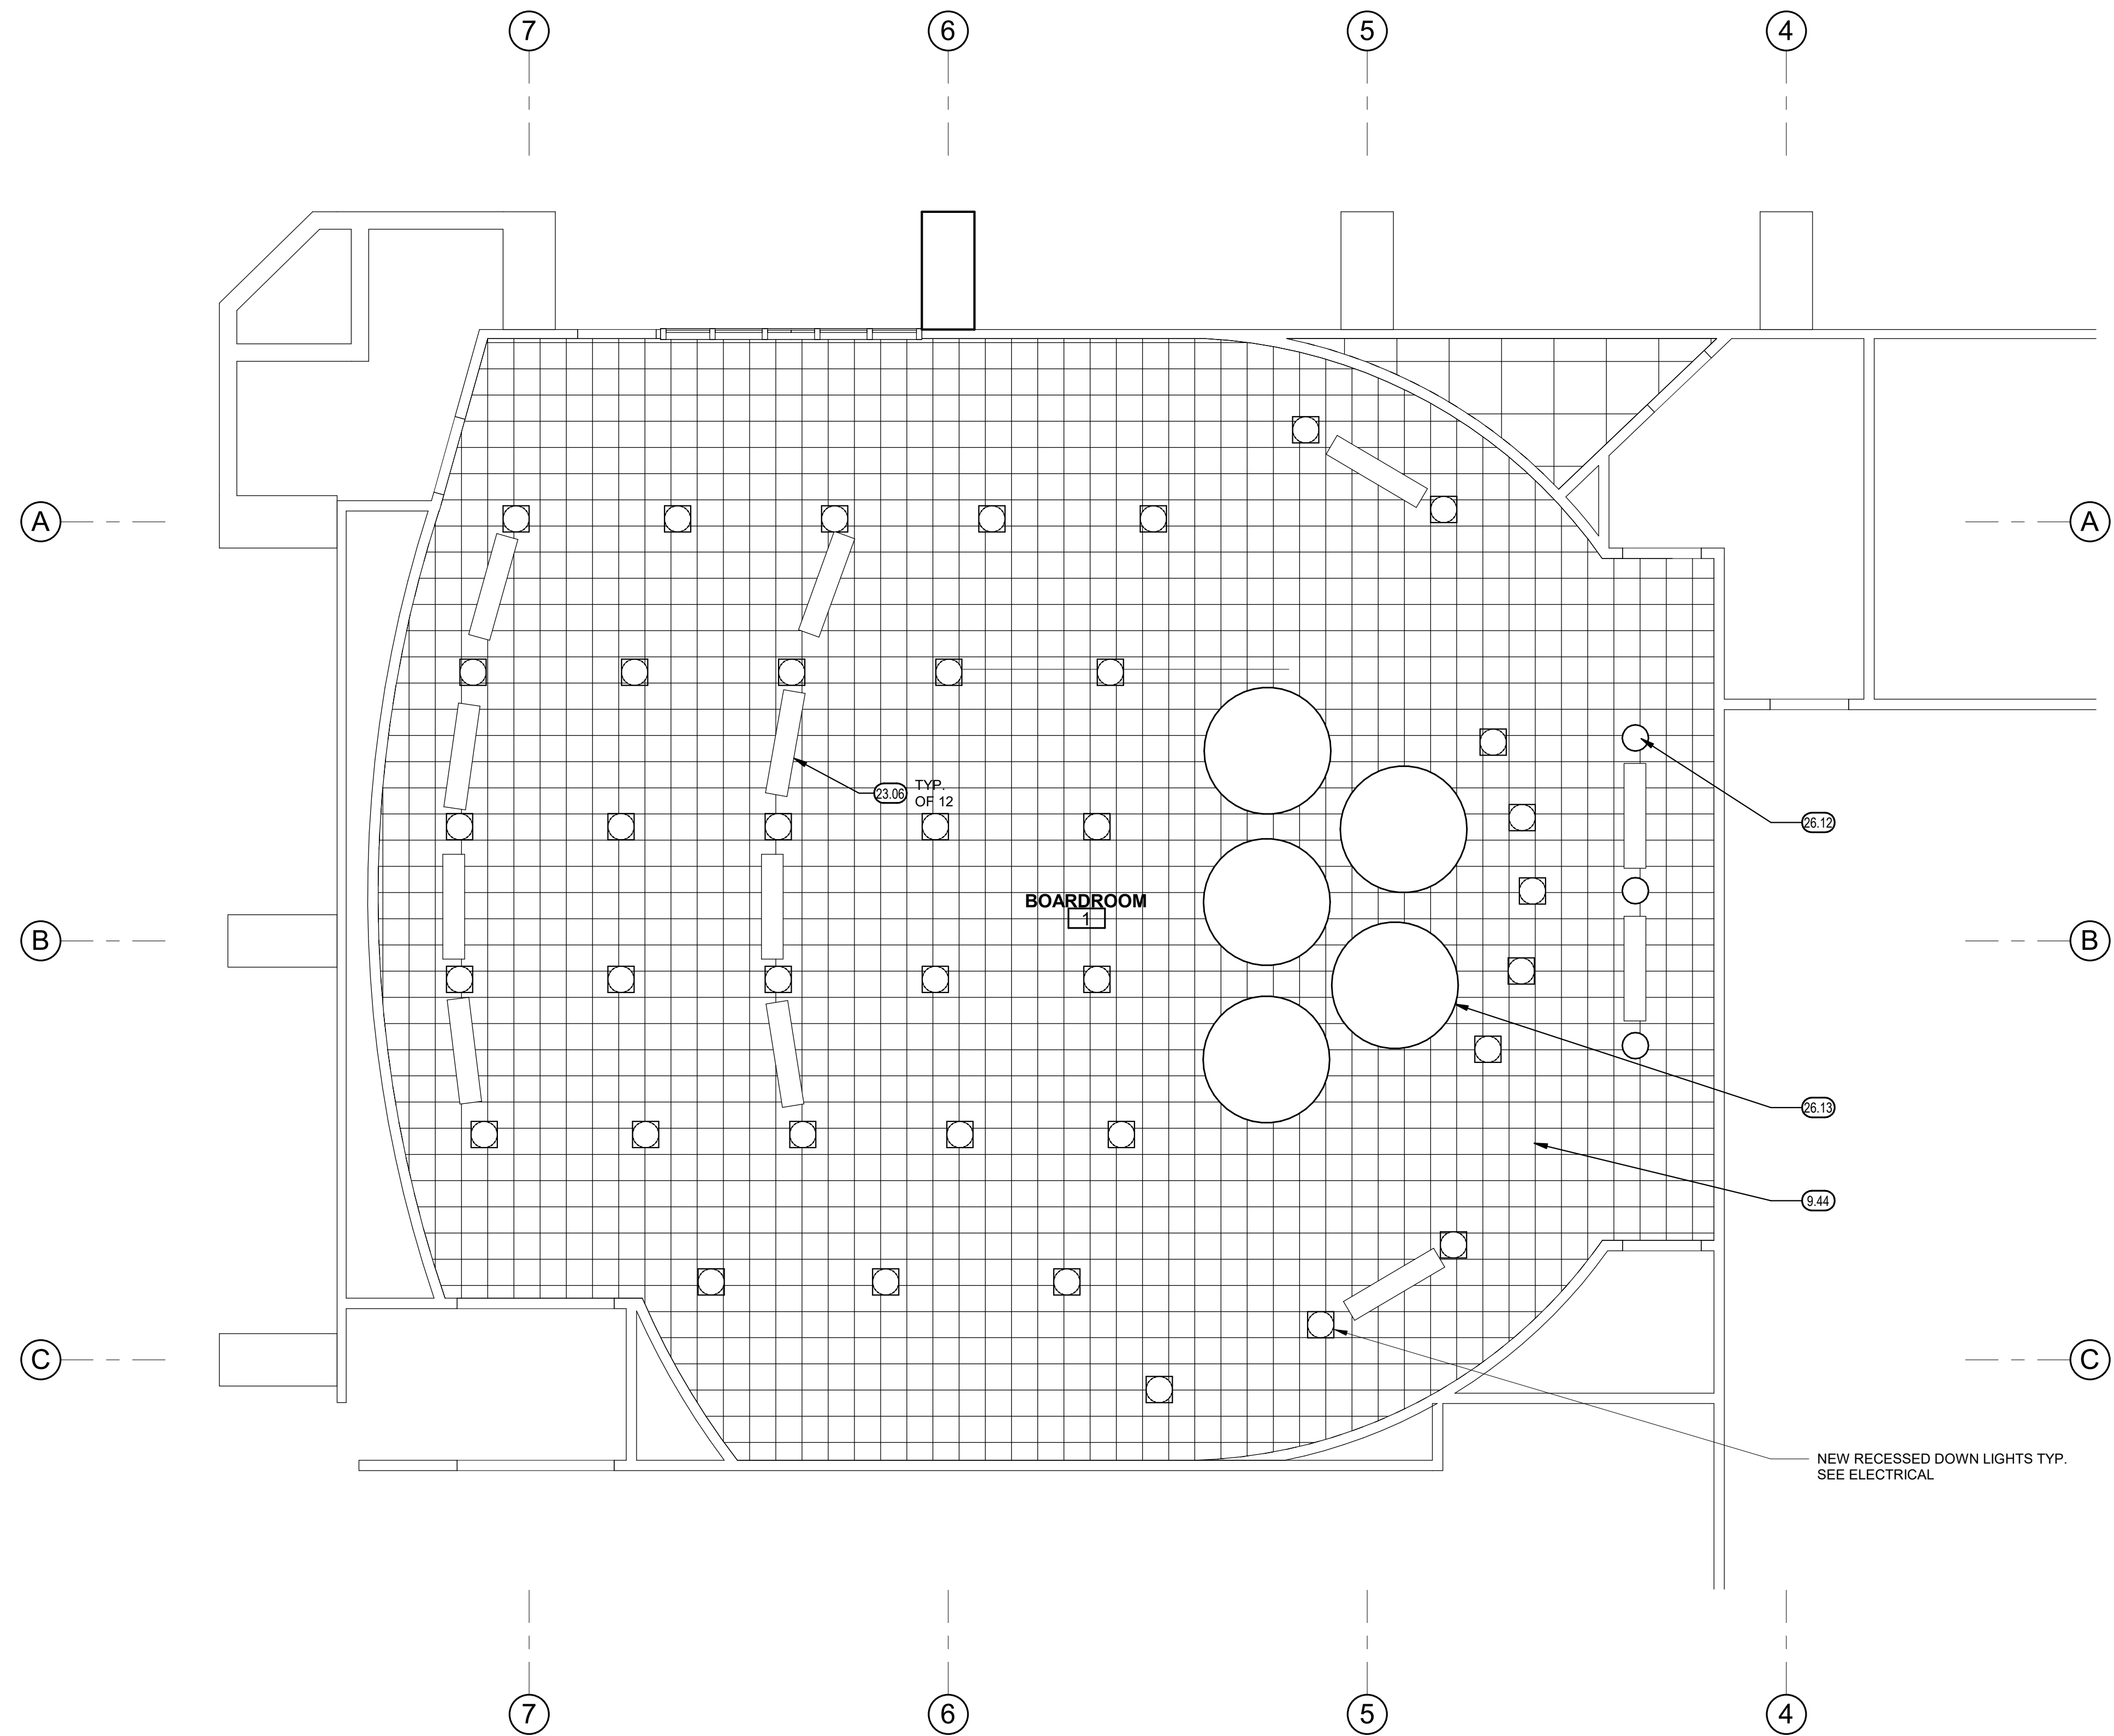 7 6 5 4
A A
23.06 TYP.
OF 12
26.12
BOARDROOM
1
B B
26.13
9.44
C C
NEW RECESSED DOWN LIGHTS TYP.
SEE ELECTRICAL
7 6 5 4